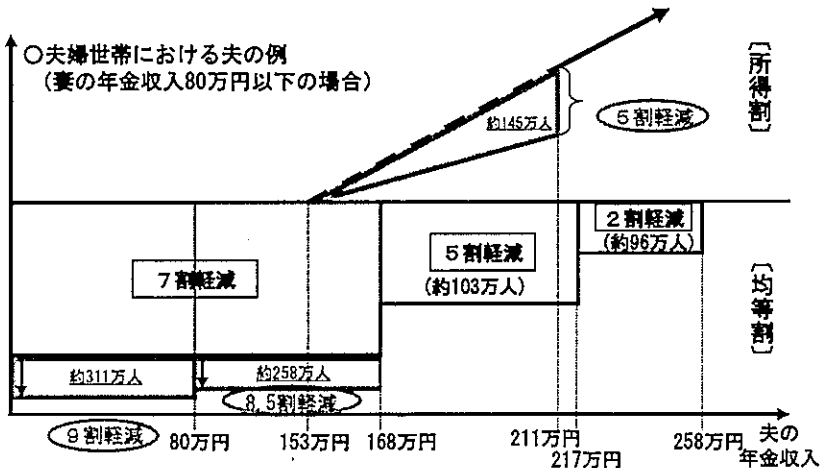 ○夫婦世帯における夫の例
(妻の年金収入80万円以下の場合)
[所得割]
約145万人
5割軽減
2割軽減
(約96万人)
5割軽減
(約103万人)
7割軽減
[均等割]
約311万人
約258万人
8.5割軽減
9割軽減
80万円
153万円
168万円
211万円
217万円
258万円
夫の
年金収入